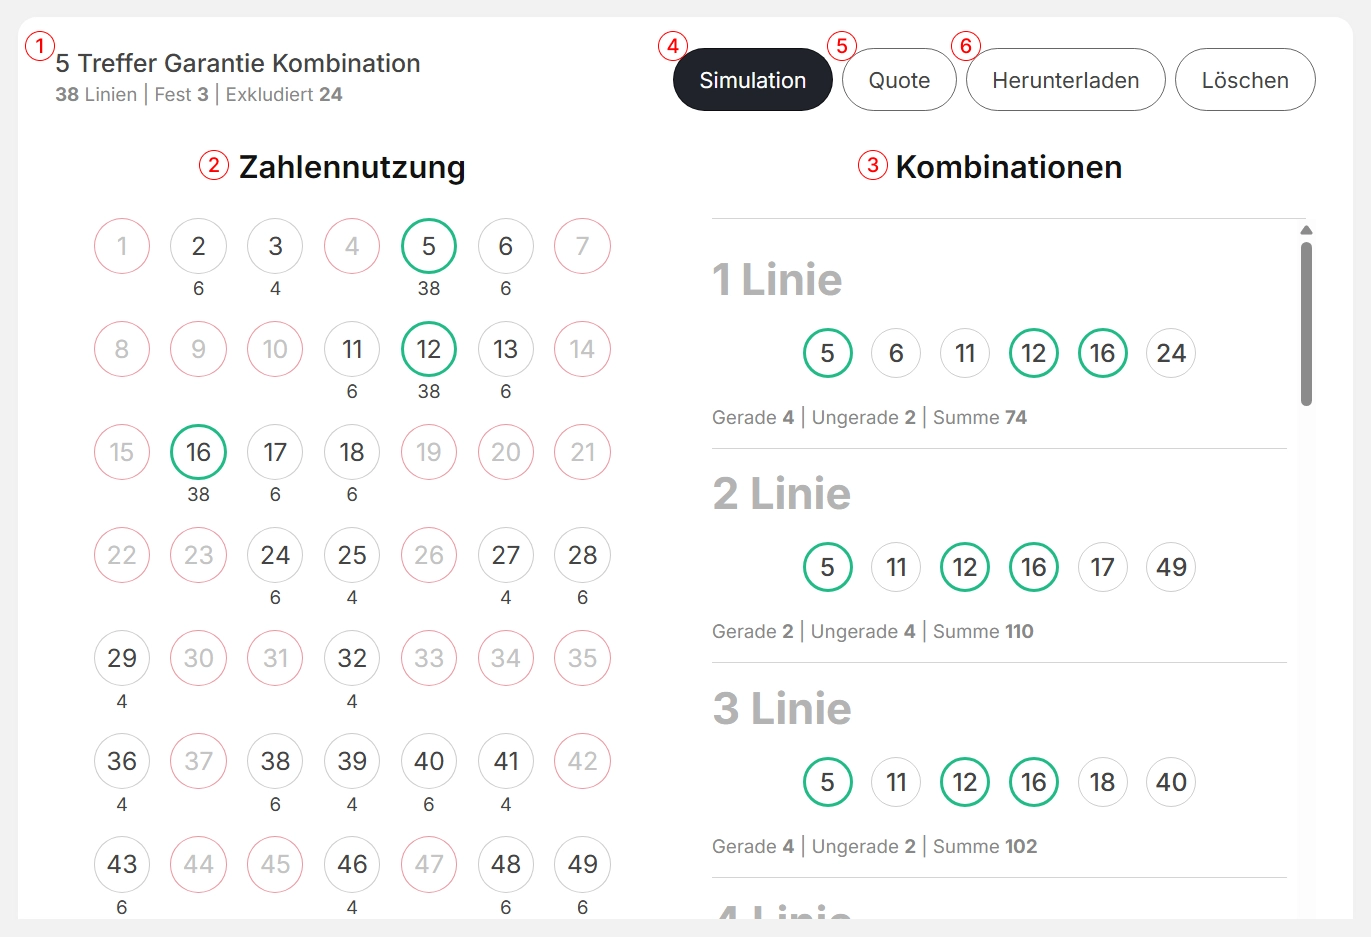 1
5 Treffer Garantie Kombination
38 Linien | Fest 3 | Exkludiert 24
4 Simulation
5 Quote
6 Herunterladen
Löschen
2 Zahlennutzung
1 2 3 4 5 6 7
6 4 38 6
8 9 10 11 12 13 14
6 38 6
15 16 17 18 19 20 21
38 6 6
22 23 24 25 26 27 28
6 4 4 6
29 30 31 32 33 34 35
4 4
36 37 38 39 40 41 42
4 6 4 6 4
43 44 45 46 47 48 49
6 4 6 6
3 Kombinationen
1 Linie
5 6 11 12 16 24
Gerade 4 | Ungerade 2 | Summe 74
2 Linie
5 11 12 16 17 49
Gerade 2 | Ungerade 4 | Summe 110
3 Linie
5 11 12 16 18 40
Gerade 4 | Ungerade 2 | Summe 102
4 Linie